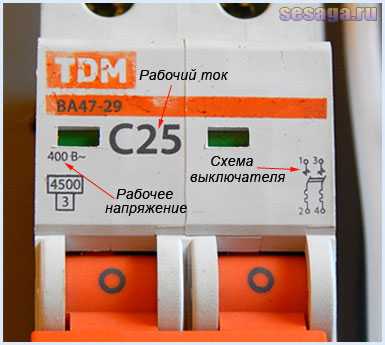 sesaga.ru
TDM
Рабочий ток
ВА47-29
C25
400 В~
Схема
выключателя
1 3
4500
3
Рабочее
напряжение
2 4
O O